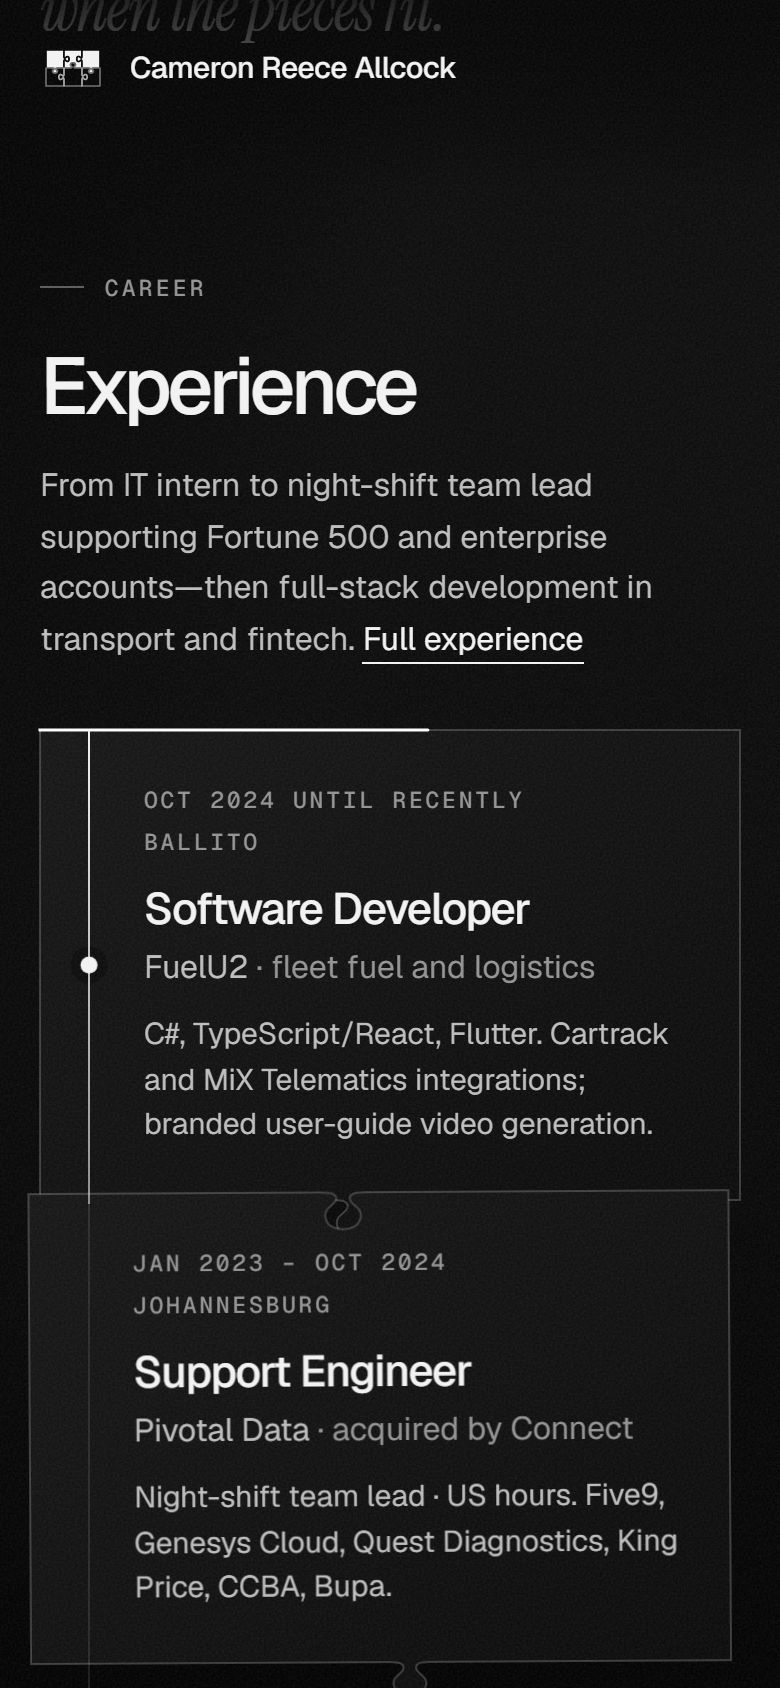 when the pieces fit.
Cameron Reece Allcock
CAREER
Experience
From IT intern to night-shift team lead
supporting Fortune 500 and enterprise
accounts—then full-stack development in
transport and fintech. Full experience
OCT 2024 UNTIL RECENTLY
BALLITO
Software Developer
FuelU2 · fleet fuel and logistics
C#, TypeScript/React, Flutter. Cartrack
and MiX Telematics integrations;
branded user-guide video generation.
JAN 2023 – OCT 2024
JOHANNESBURG
Support Engineer
Pivotal Data · acquired by Connect
Night-shift team lead · US hours. Five9,
Genesys Cloud, Quest Diagnostics, King
Price, CCBA, Bupa.